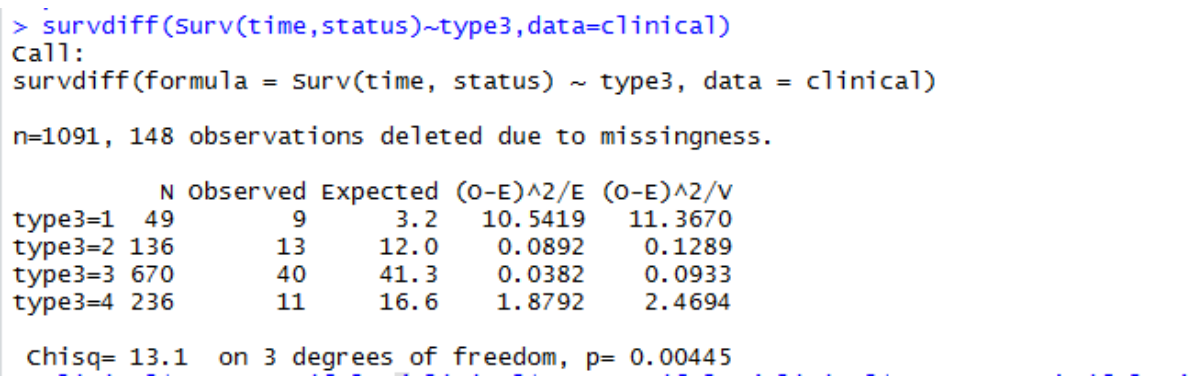 > survdiff(Surv(time,status)~type3,data=clinical)
Call:
survdiff(formula = Surv(time, status) ~ type3, data = clinical)
n=1091, 148 observations deleted due to missingness.
N Observed Expected (O-E)^2/E (O-E)^2/V
type3=1 49 9 3.2 10.5419 11.3670
type3=2 136 13 12.0 0.0892 0.1289
type3=3 670 40 41.3 0.0382 0.0933
type3=4 236 11 16.6 1.8792 2.4694
Chisq= 13.1 on 3 degrees of freedom, p= 0.00445